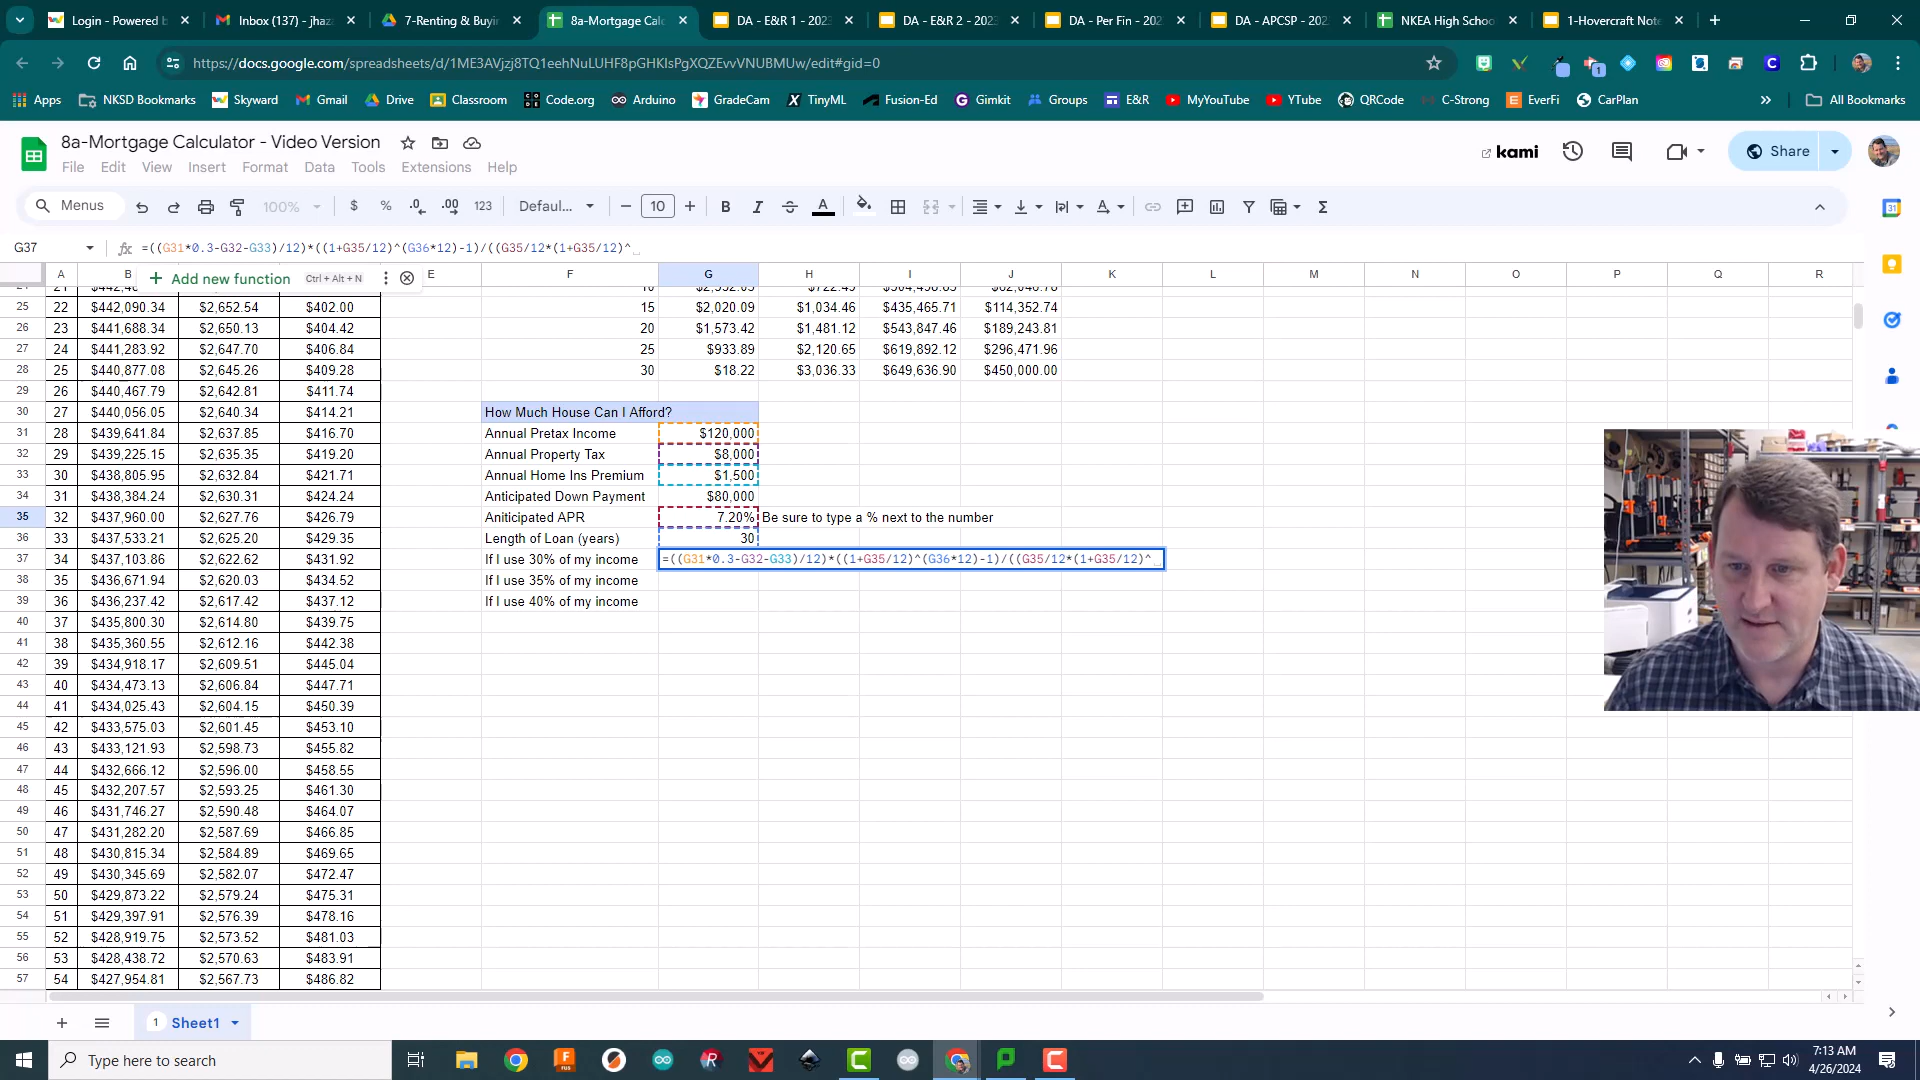 Login - Powered b
Inbox (137) - jhaz
7-Renting & Buyi
8a-Mortgage Calc
DA - E&R 1 - 2023
DA - E&R 2 - 2023
DA - Per Fin - 202
DA - APCSP - 202
NKEA High Schoo
1-Hovercraft Note
https://docs.google.com/spreadsheets/d/1ME3AVjzj8TQ1eehNuLUHF8pGHKlsPgXQZEvvVNUBMUw/edit#gid=0
Apps NKSD Bookmarks Skyward Gmail Drive Classroom Code.org Arduino GradeCam TinyML Fusion-Ed Gimkit Groups E&R MyYouTube YTube QRCode C-Strong EverFi CarPlan » All Bookmarks
8a-Mortgage Calculator - Video Version
kami
Share
File Edit View Insert Format Data Tools Extensions Help
Menus 100% $ % .0 .00 123 Defaul... − 10 + B I A Σ
G37 fx =((G31*0.3-G32-G33)/12)*((1+G35/12)^(G36*12)-1)/((G35/12*(1+G35/12)^
Add new function Ctrl + Alt + N
A B E F G H I J K L M N O P Q R
25 22 $442,090.34 $2,652.54 $402.00 15 $2,020.09 $1,034.46 $435,465.71 $114,352.74
26 23 $441,688.34 $2,650.13 $404.42 20 $1,573.42 $1,481.12 $543,847.46 $189,243.81
27 24 $441,283.92 $2,647.70 $406.84 25 $933.89 $2,120.65 $619,892.12 $296,471.96
28 25 $440,877.08 $2,645.26 $409.28 30 $18.22 $3,036.33 $649,636.90 $450,000.00
29 26 $440,467.79 $2,642.81 $411.74
30 27 $440,056.05 $2,640.34 $414.21 How Much House Can I Afford?
31 28 $439,641.84 $2,637.85 $416.70 Annual Pretax Income $120,000
32 29 $439,225.15 $2,635.35 $419.20 Annual Property Tax $8,000
33 30 $438,805.95 $2,632.84 $421.71 Annual Home Ins Premium $1,500
34 31 $438,384.24 $2,630.31 $424.24 Anticipated Down Payment $80,000
35 32 $437,960.00 $2,627.76 $426.79 Aniticipated APR 7.20% Be sure to type a % next to the number
36 33 $437,533.21 $2,625.20 $429.35 Length of Loan (years) 30
37 34 $437,103.86 $2,622.62 $431.92 If I use 30% of my income =((G31*0.3-G32-G33)/12)*((1+G35/12)^(G36*12)-1)/((G35/12*(1+G35/12)^
38 35 $436,671.94 $2,620.03 $434.52 If I use 35% of my income
39 36 $436,237.42 $2,617.42 $437.12 If I use 40% of my income
40 37 $435,800.30 $2,614.80 $439.75
41 38 $435,360.55 $2,612.16 $442.38
42 39 $434,918.17 $2,609.51 $445.04
43 40 $434,473.13 $2,606.84 $447.71
44 41 $434,025.43 $2,604.15 $450.39
45 42 $433,575.03 $2,601.45 $453.10
46 43 $433,121.93 $2,598.73 $455.82
47 44 $432,666.12 $2,596.00 $458.55
48 45 $432,207.57 $2,593.25 $461.30
49 46 $431,746.27 $2,590.48 $464.07
50 47 $431,282.20 $2,587.69 $466.85
51 48 $430,815.34 $2,584.89 $469.65
52 49 $430,345.69 $2,582.07 $472.47
53 50 $429,873.22 $2,579.24 $475.31
54 51 $429,397.91 $2,576.39 $478.16
55 52 $428,919.75 $2,573.52 $481.03
56 53 $428,438.72 $2,570.63 $483.91
57 54 $427,954.81 $2,567.73 $486.82
1 Sheet1
Type here to search
7:13 AM
4/26/2024